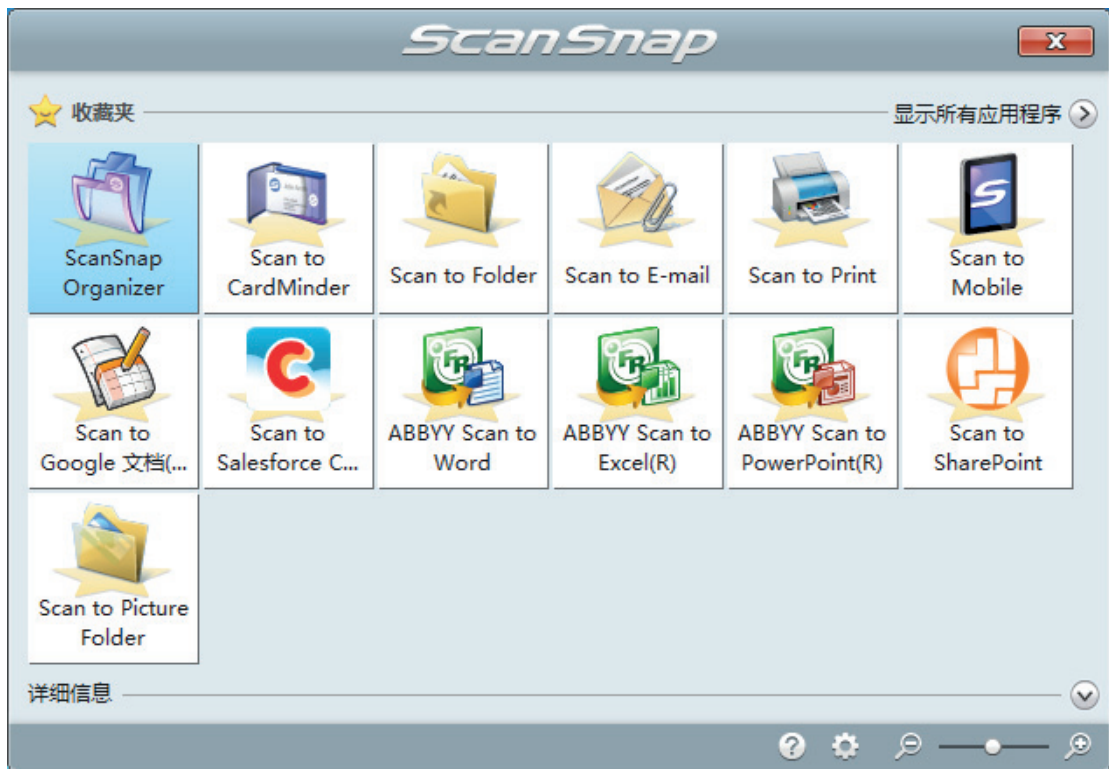 ScanSnap
收藏夹
显示所有应用程序
ScanSnap
Organizer
Scan to
CardMinder
Scan to Folder
Scan to E-mail
Scan to Print
Scan to
Mobile
Scan to
Google 文档(...
Scan to
Salesforce C...
ABBYY Scan to
Word
ABBYY Scan to
Excel(R)
ABBYY Scan to
PowerPoint(R)
Scan to
SharePoint
Scan to Picture
Folder
详细信息